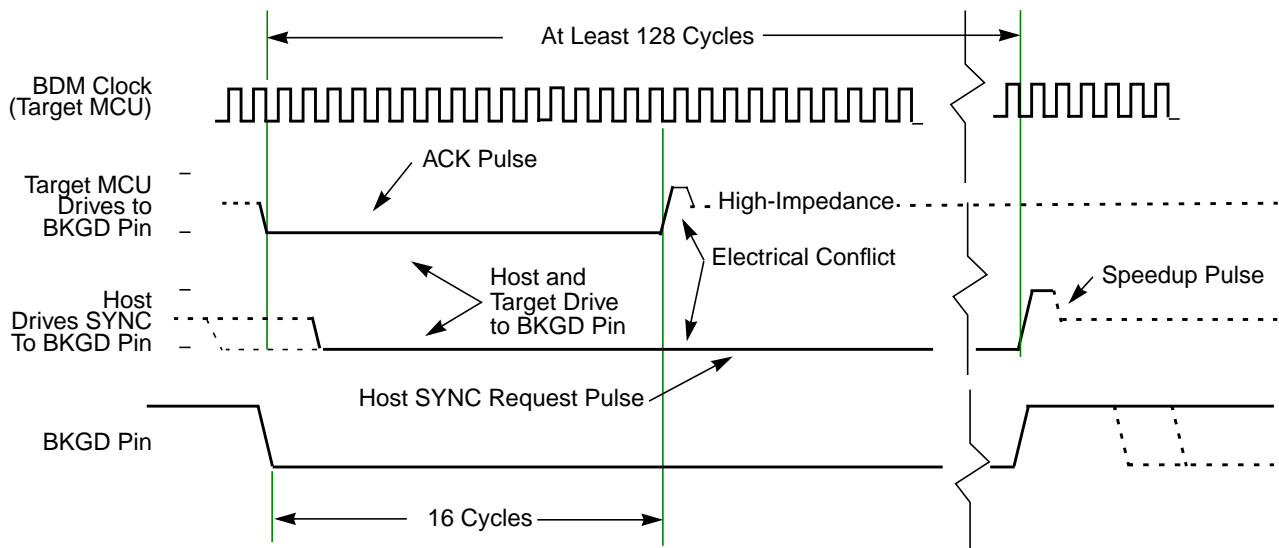 At Least 128 Cycles
BDM Clock
(Target MCU)
ACK Pulse
Target MCU
Drives to
BKGD Pin
High-Impedance
Electrical Conflict
Host and
Target Drive
to BKGD Pin
Speedup Pulse
Host
Drives SYNC
To BKGD Pin
Host SYNC Request Pulse
BKGD Pin
16 Cycles